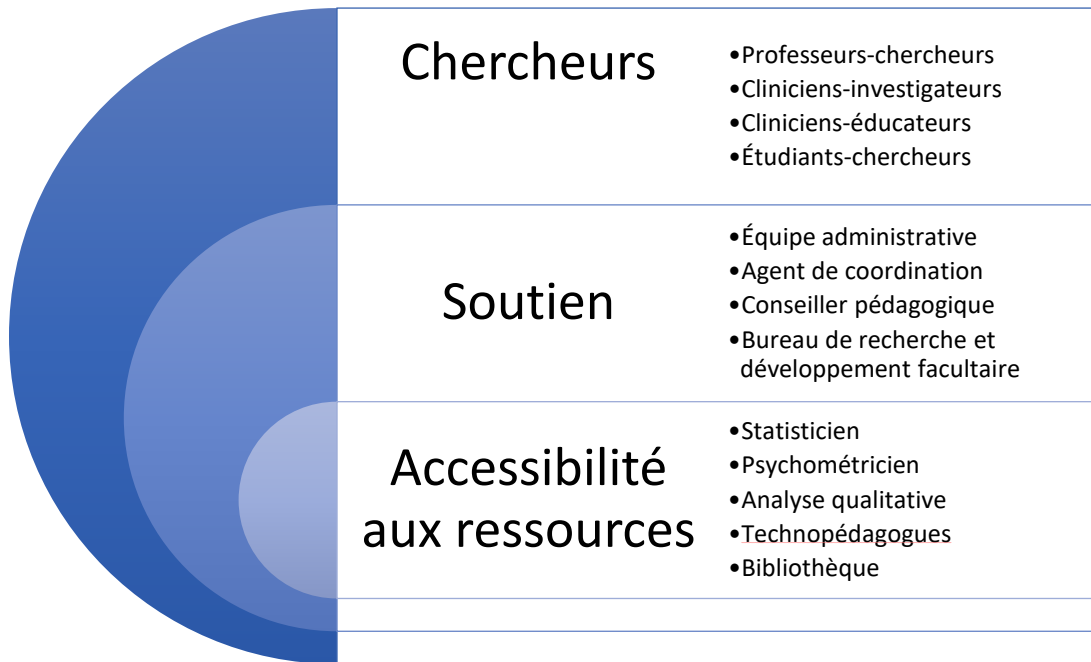 Chercheurs
•Professeurs-chercheurs
•Cliniciens-investigateurs
•Cliniciens-éducateurs
•Étudiants-chercheurs
Soutien
•Équipe administrative
•Agent de coordination
•Conseiller pédagogique
•Bureau de recherche et
développement facultaire
Accessibilité
aux ressources
•Statisticien
•Psychométricien
•Analyse qualitative
•Technopédagogues
•Bibliothèque